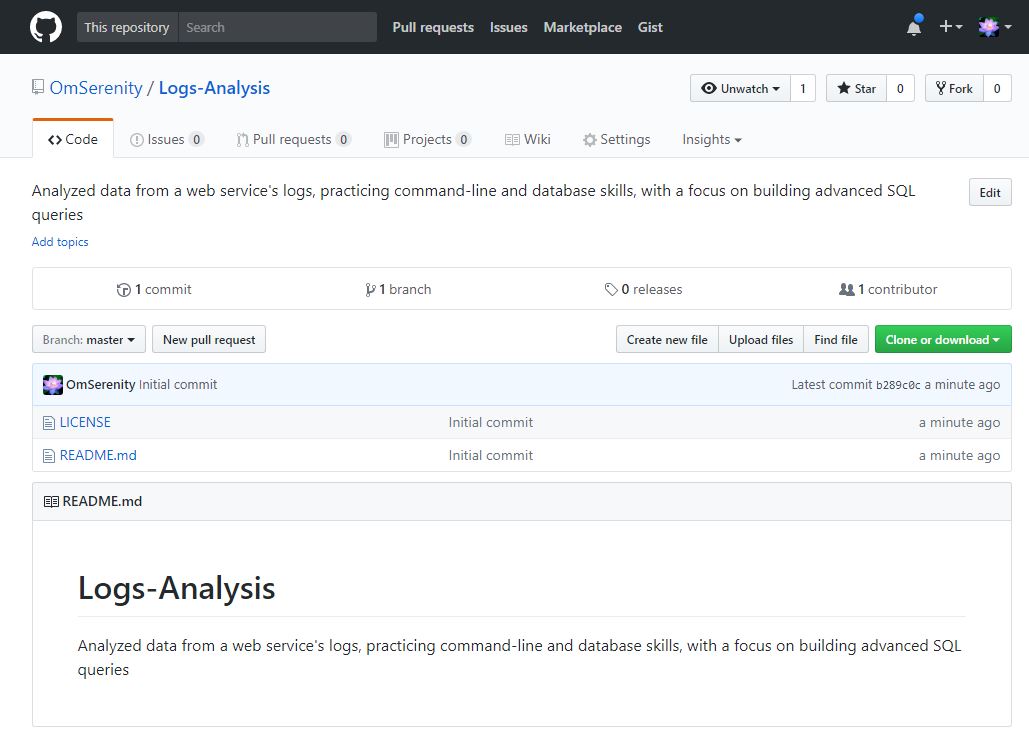 This repository Search Pull requests Issues Marketplace Gist
OmSerenity / Logs-Analysis Unwatch 1 Star 0 Fork 0
Code Issues 0 Pull requests 0 Projects 0 Wiki Settings Insights
Analyzed data from a web service's logs, practicing command-line and database skills, with a focus on building advanced SQL
queries
Edit
Add topics
1 commit 1 branch 0 releases 1 contributor
Branch: master New pull request Create new file Upload files Find file Clone or download
OmSerenity Initial commit Latest commit b289c0c a minute ago
LICENSE Initial commit a minute ago
README.md Initial commit a minute ago
README.md
Logs-Analysis
Analyzed data from a web service's logs, practicing command-line and database skills, with a focus on building advanced SQL
queries